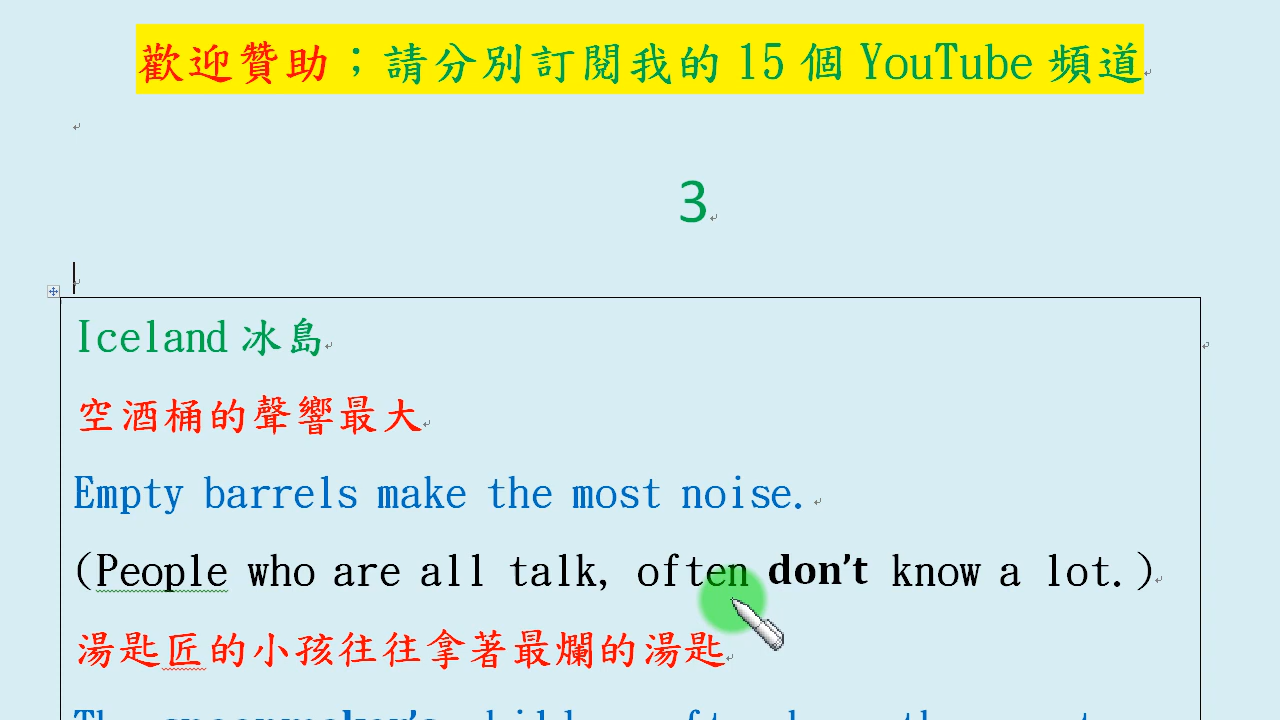 歡迎贊助；請分別訂閱我的 15 個 YouTube 頻道
3
Iceland 冰島
空酒桶的聲響最大
Empty barrels make the most noise.
(People who are all talk, often don't know a lot.)
湯匙匠的小孩往往拿著最爛的湯匙
The spoonmaker's